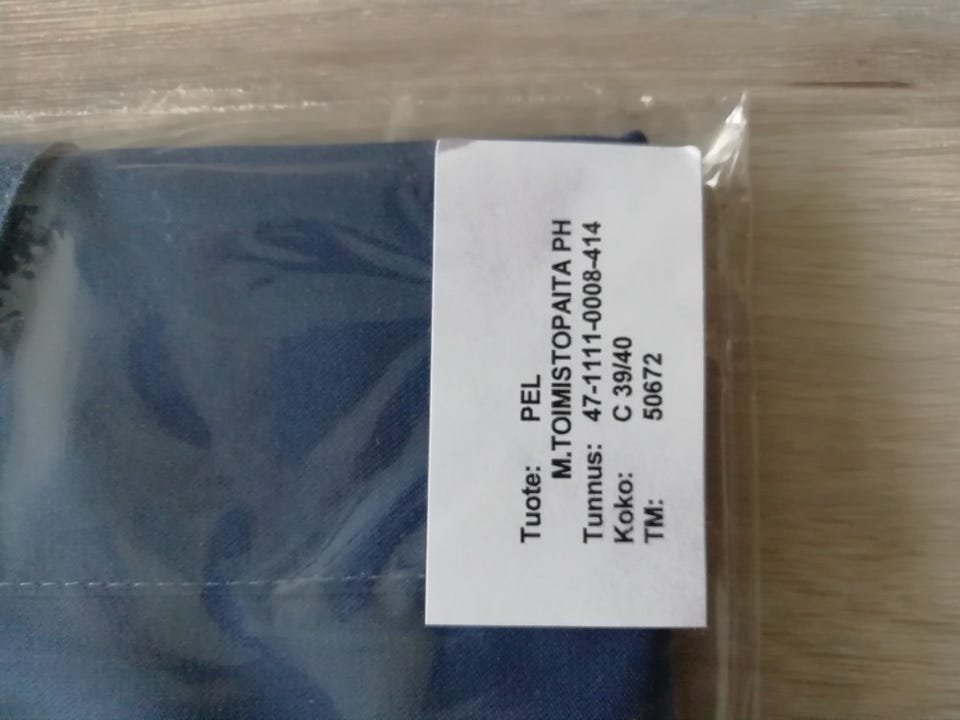 Tuote: PEL
M.TOIMISTOPAITA PH
Tunnus: 47-1111-0008-414
Koko: C 39/40
TM: 50672